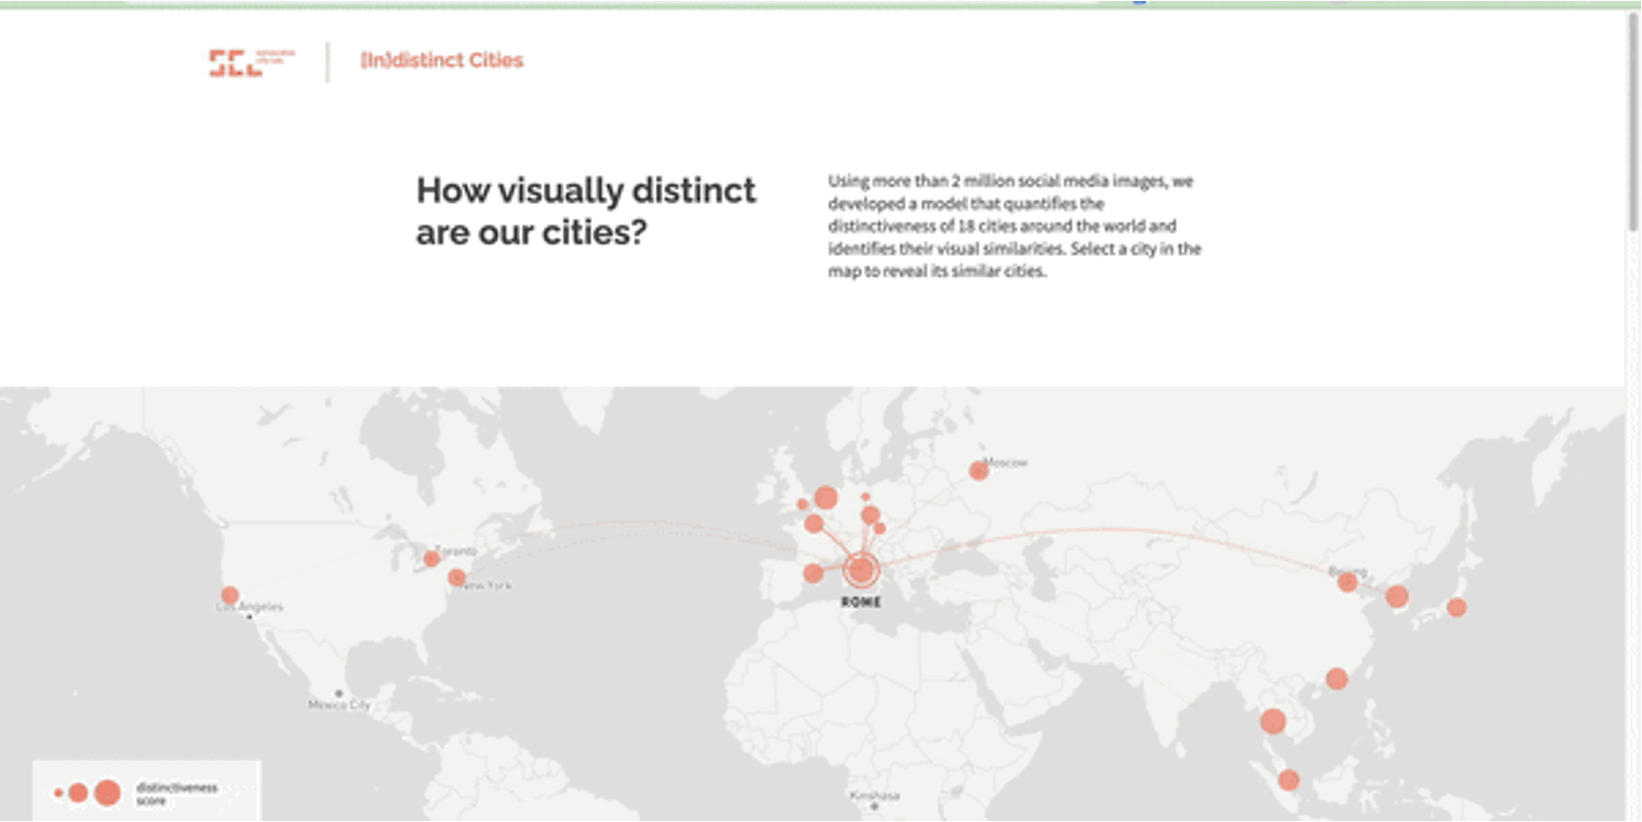 [In]distinct Cities
How visually distinct
are our cities?
Using more than 2 million social media images, we
developed a model that quantifies the
distinctiveness of 18 cities around the world and
identifies their visual similarities. Select a city in the
map to reveal its similar cities.
Moscow
Toronto
New York
Los Angeles
Beijing
ROME
Mexico City
Kinshasa
distinctiveness
score